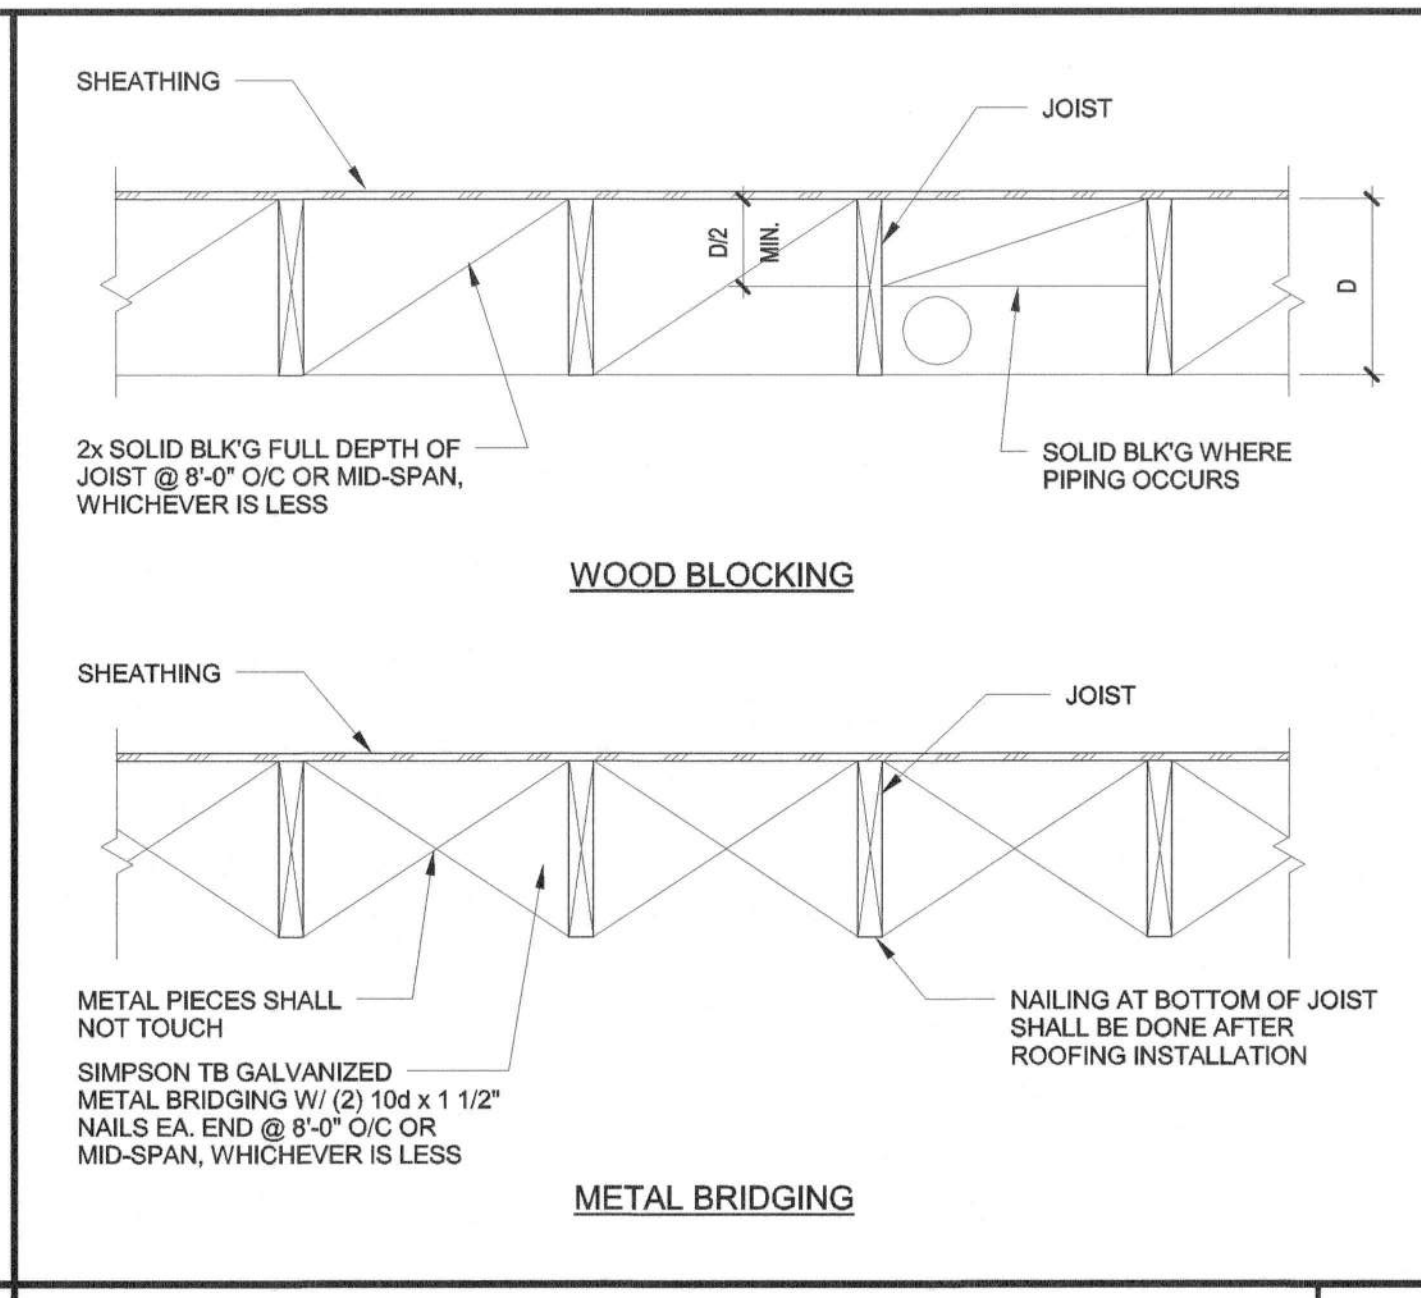 SHEATHING
JOIST
D/2
MIN.
D
2x SOLID BLK'G FULL DEPTH OF
JOIST @ 8'-0" O/C OR MID-SPAN,
WHICHEVER IS LESS
SOLID BLK'G WHERE
PIPING OCCURS
WOOD BLOCKING
SHEATHING
JOIST
METAL PIECES SHALL
NOT TOUCH
SIMPSON TB GALVANIZED
METAL BRIDGING W/ (2) 10d x 1 1/2"
NAILS EA. END @ 8'-0" O/C OR
MID-SPAN, WHICHEVER IS LESS
NAILING AT BOTTOM OF JOIST
SHALL BE DONE AFTER
ROOFING INSTALLATION
METAL BRIDGING